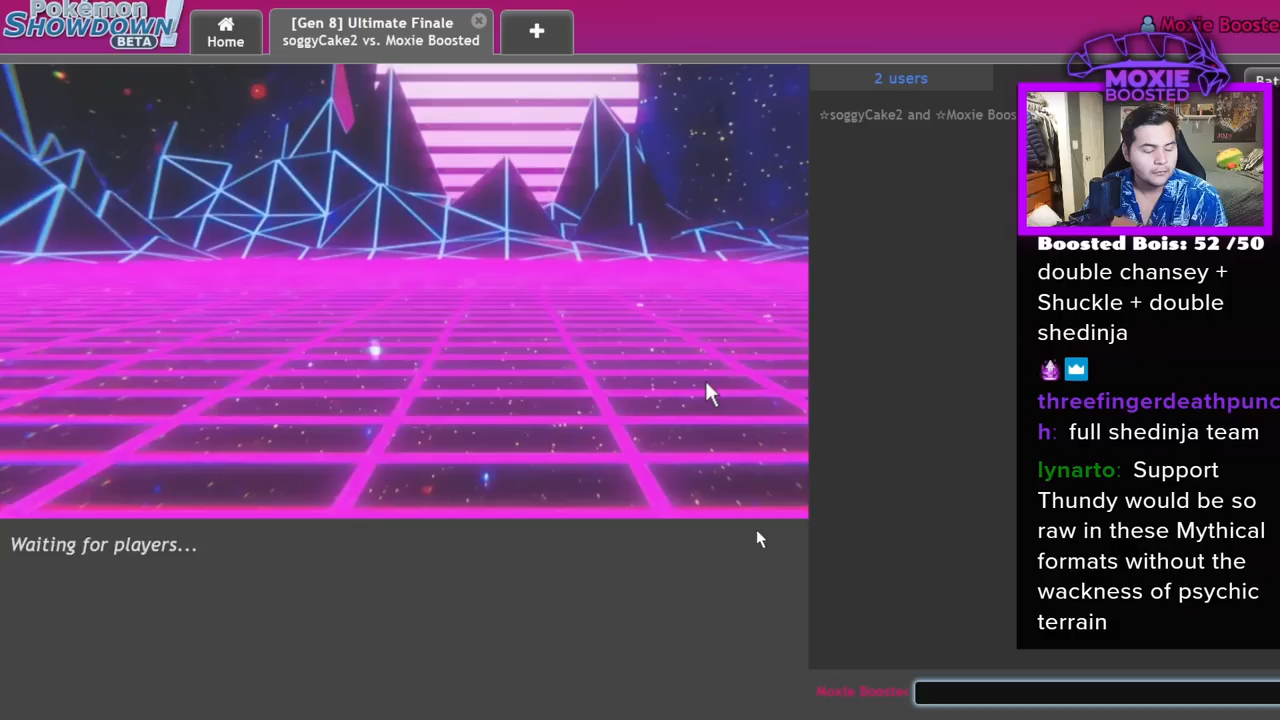 Pokémon
SHOWDOWN!
BETA
Home
[Gen 8] Ultimate Finale
soggyCake2 vs. Moxie Boosted
+
Moxie Booste
2 users
Bat
☆soggyCake2 and ☆Moxie Boos
MOXIE
BOOSTED
Boosted Bois: 52 /50
double chansey +
Shuckle + double
shedinja
threefingerdeathpunc
h: full shedinja team
lynarto: Support
Thundy would be so
raw in these Mythical
formats without the
wackness of psychic
terrain
Waiting for players...
Moxie Boosted